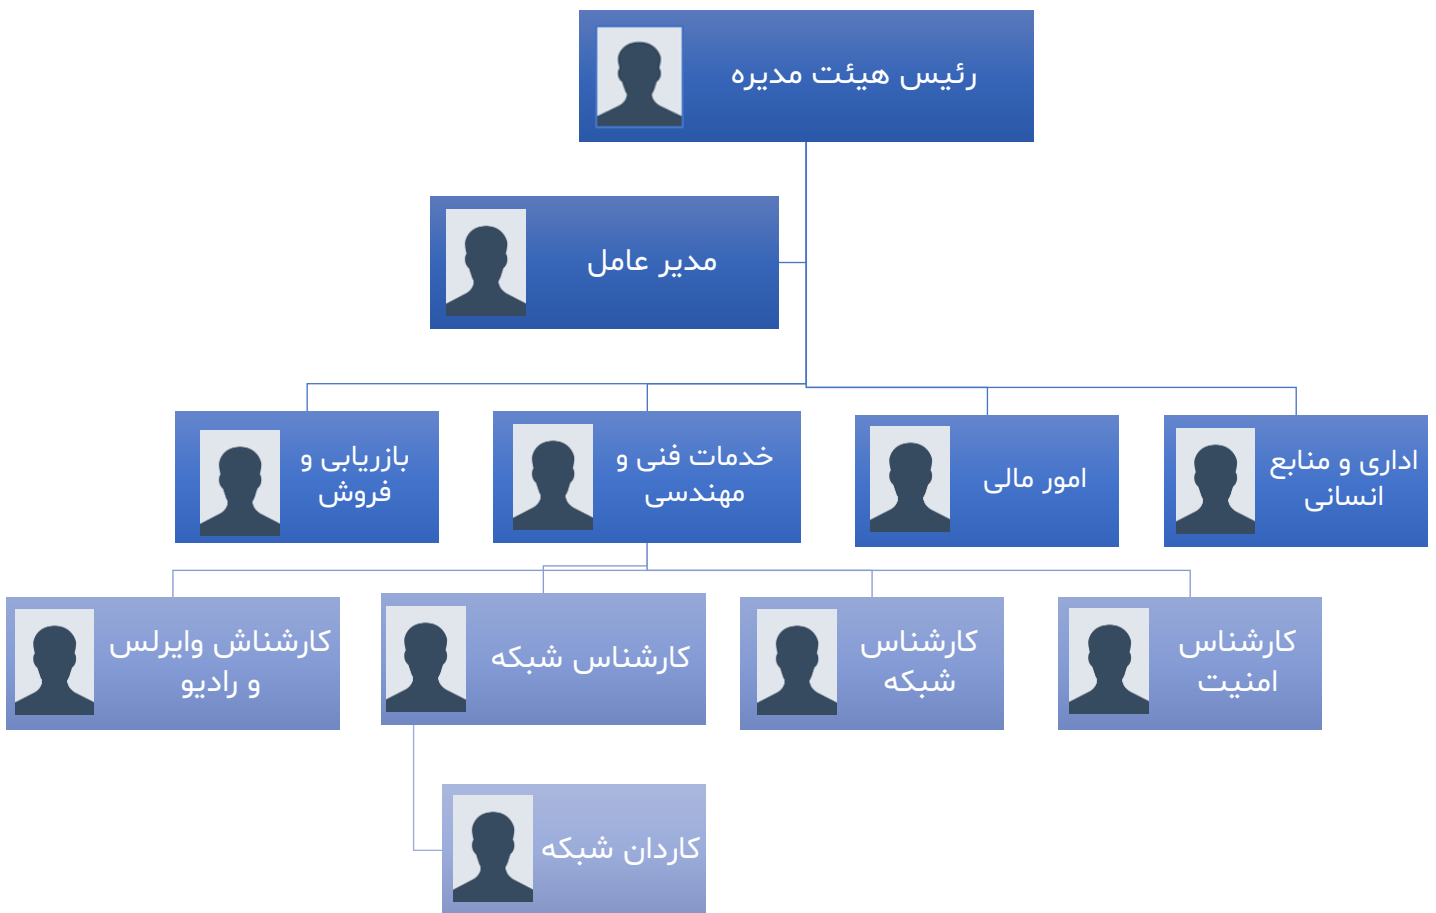 رئیس هیئت مدیره
مدیر عامل
اداری و منابع
انسانی
امور مالی
خدمات فنی و
مهندسی
بازریابی و
فروش
کارشناس
امنیت
کارشناس
شبکه
کارشناس شبکه
کارشناش وایرلس
و رادیو
کاردان شبکه